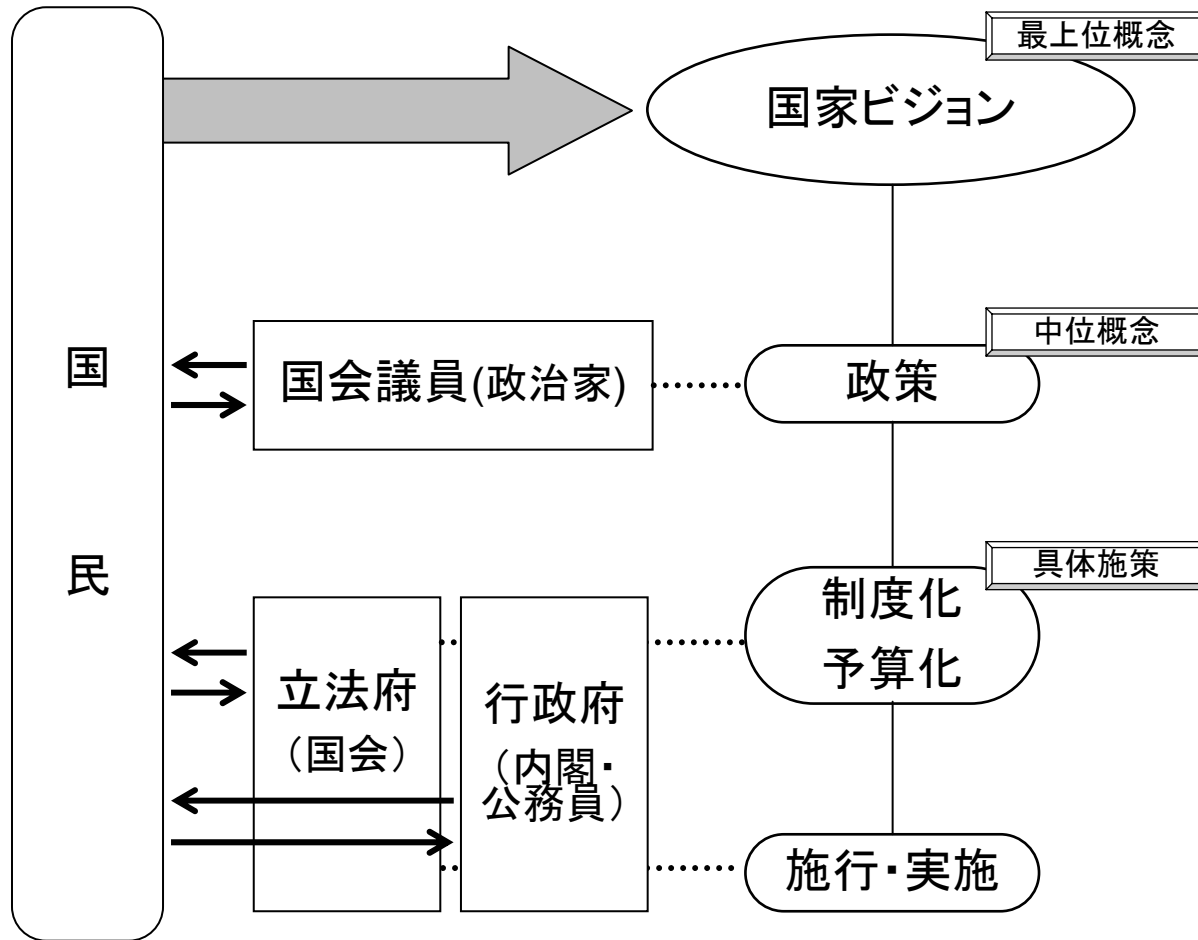 最上位概念
国家ビジョン
中位概念
国
民
国会議員(政治家)
政策
具体施策
制度化
予算化
立法府
（国会）
行政府
（内閣・
公務員）
施行・実施